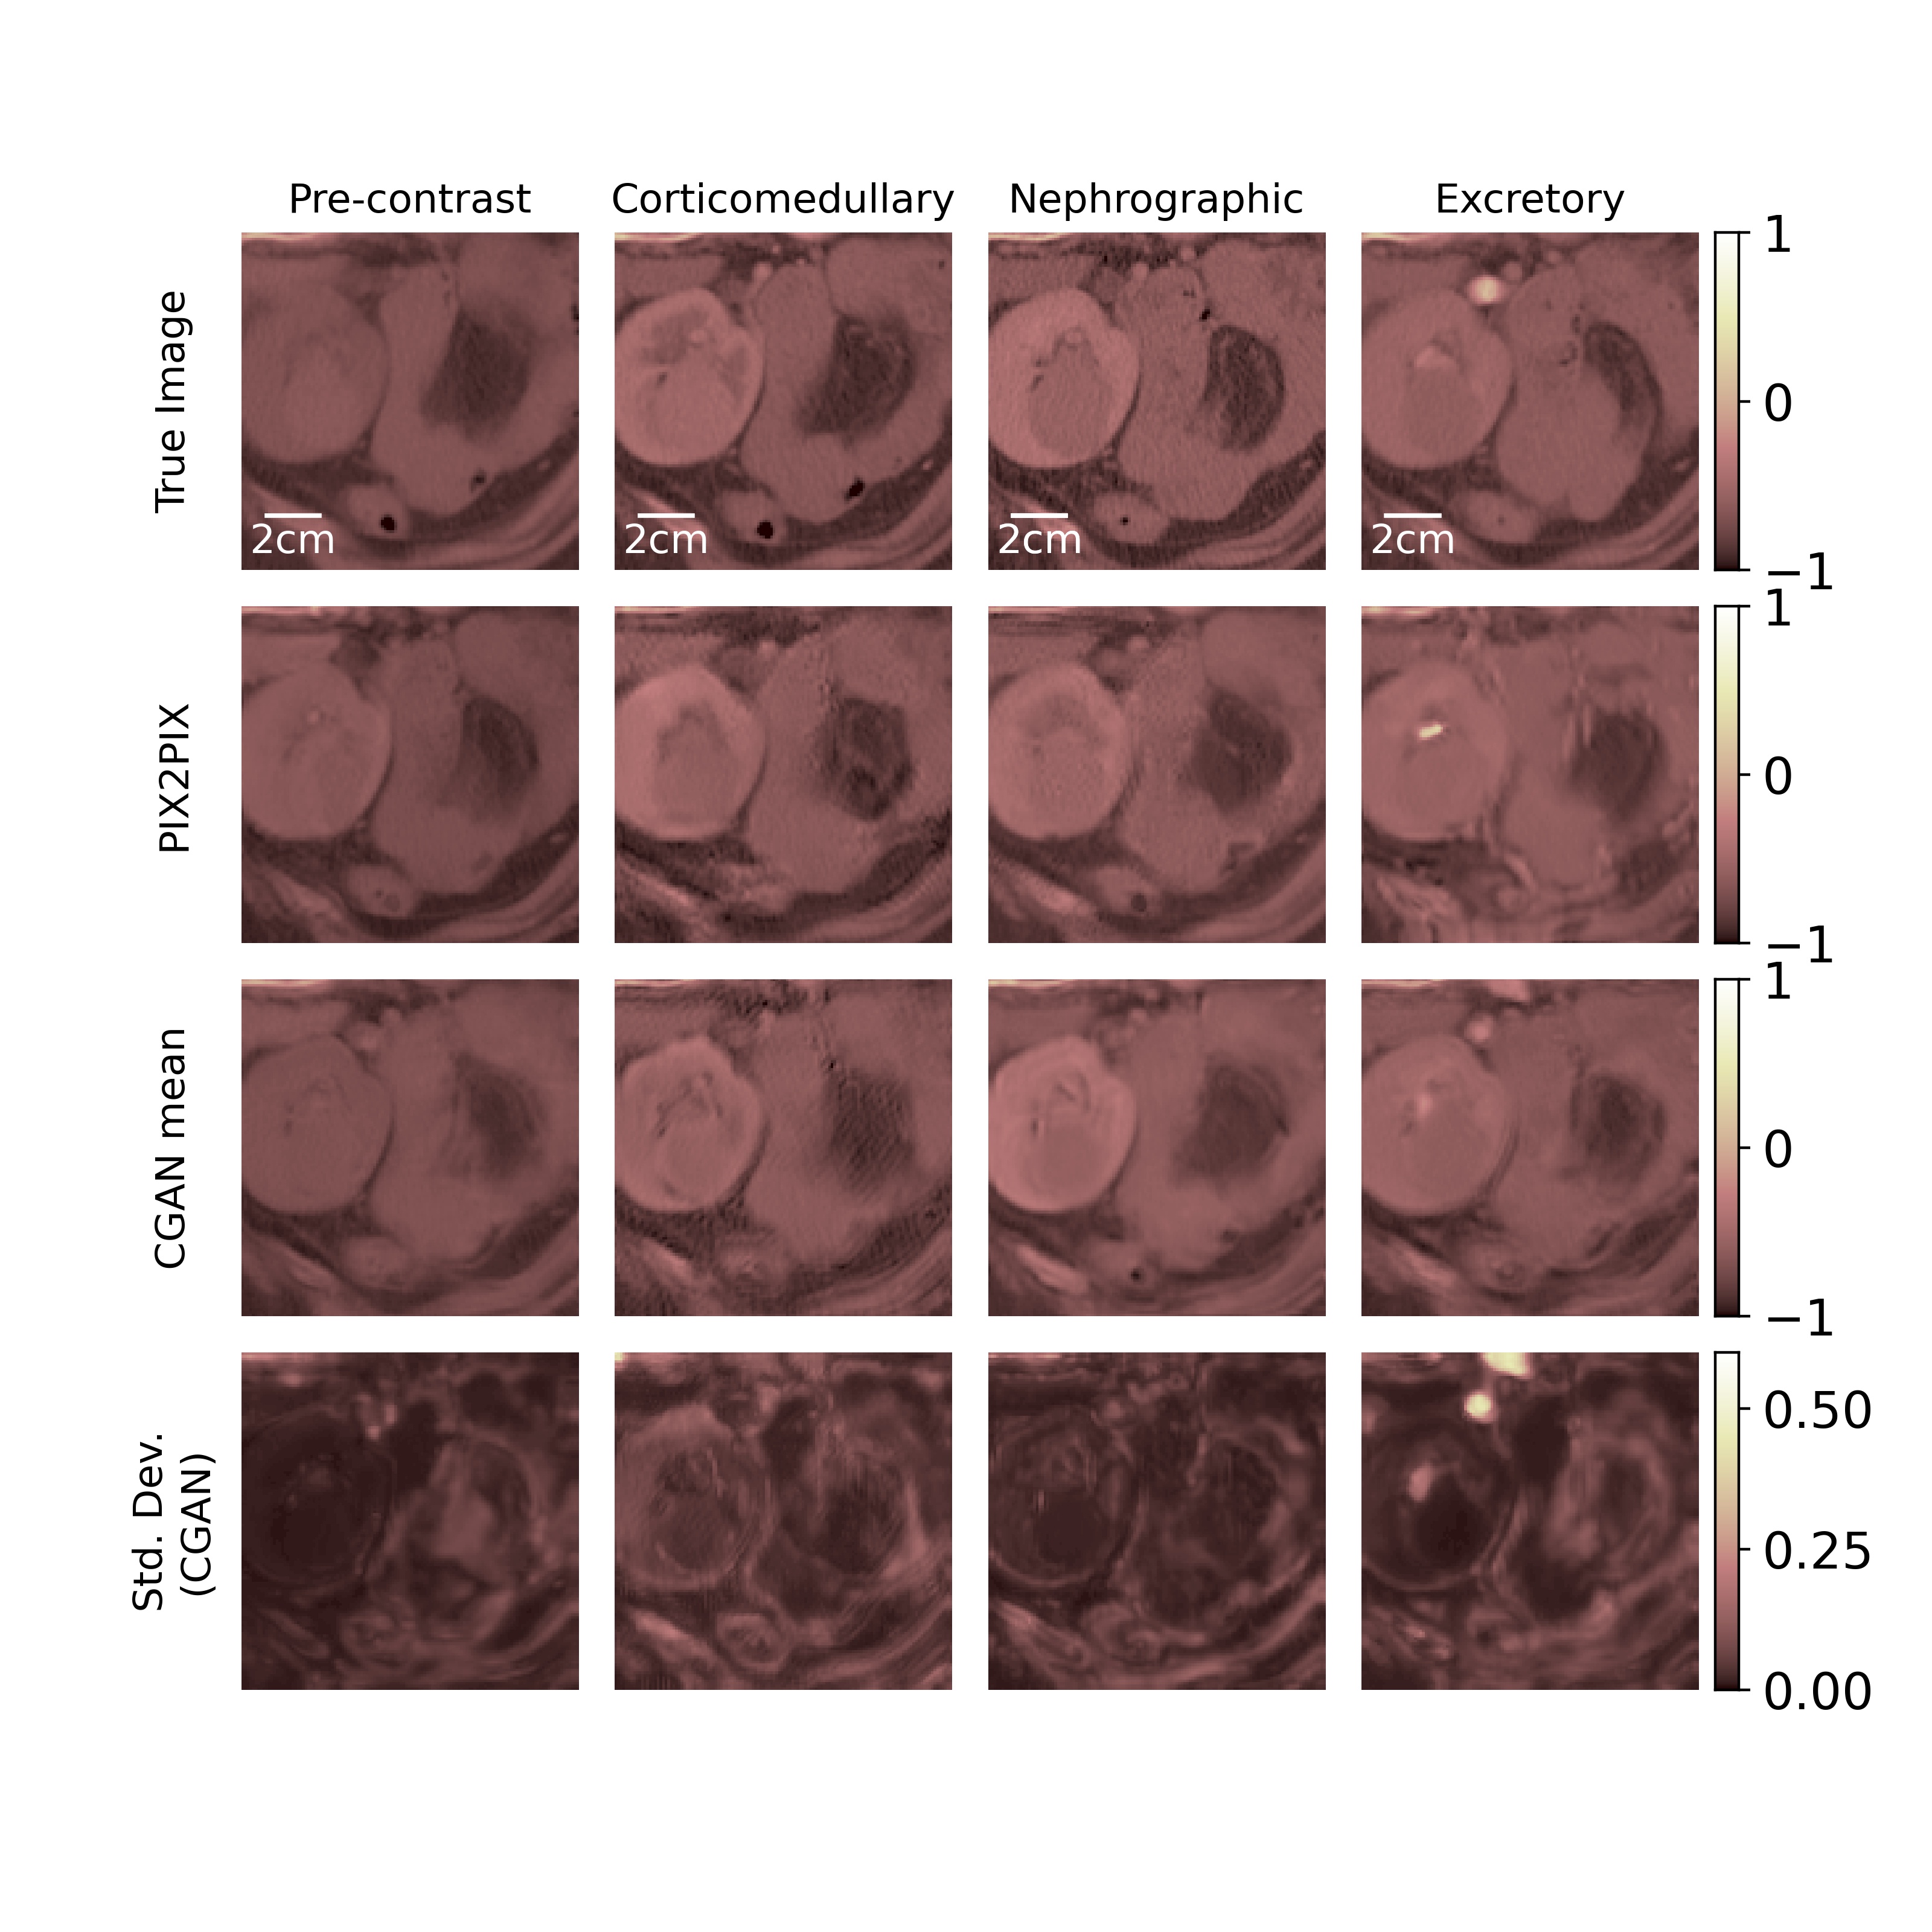 Pre-contrast Corticomedullary Nephrographic Excretory
True Image
2cm 2cm 2cm 2cm
1
0
−1
PIX2PIX
1
0
−1
CGAN mean
1
0
−1
Std. Dev.
(CGAN)
0.50
0.25
0.00